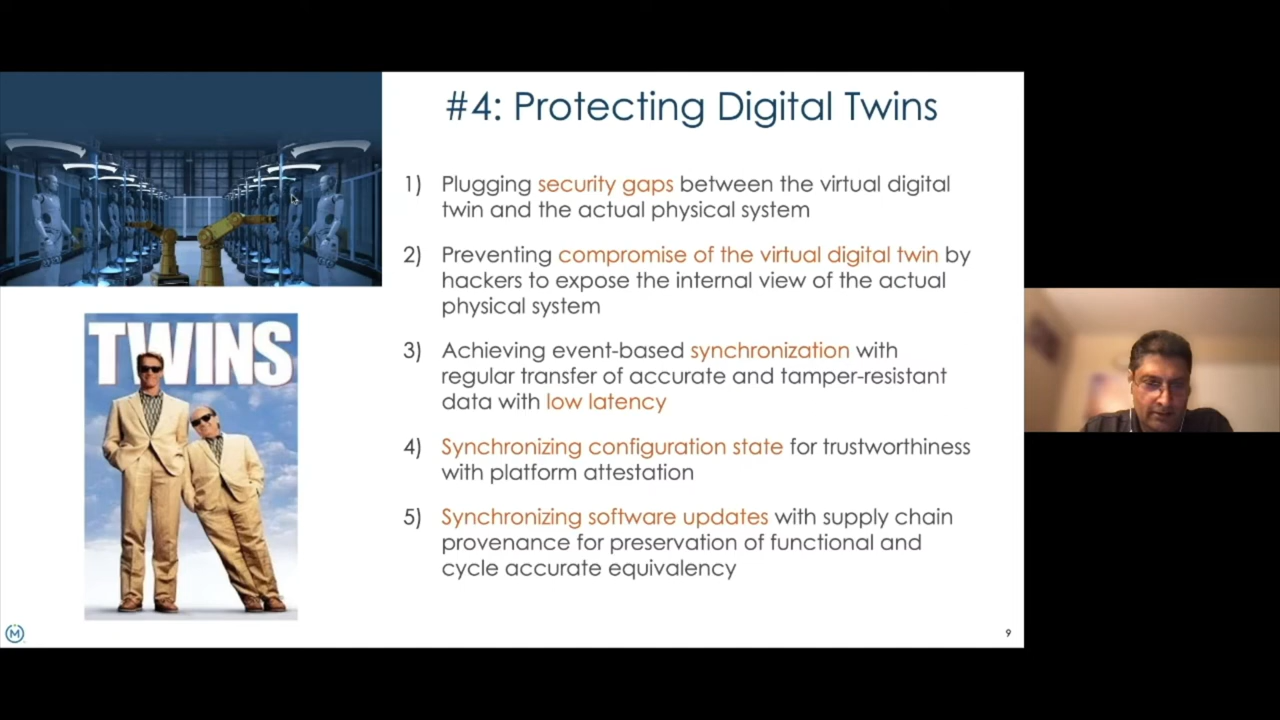 #4: Protecting Digital Twins
1) Plugging security gaps between the virtual digital
twin and the actual physical system
2) Preventing compromise of the virtual digital twin by
hackers to expose the internal view of the actual
physical system
3) Achieving event-based synchronization with
regular transfer of accurate and tamper-resistant
data with low latency
4) Synchronizing configuration state for trustworthiness
with platform attestation
5) Synchronizing software updates with supply chain
provenance for preservation of functional and
cycle accurate equivalency
TWINS
M
9